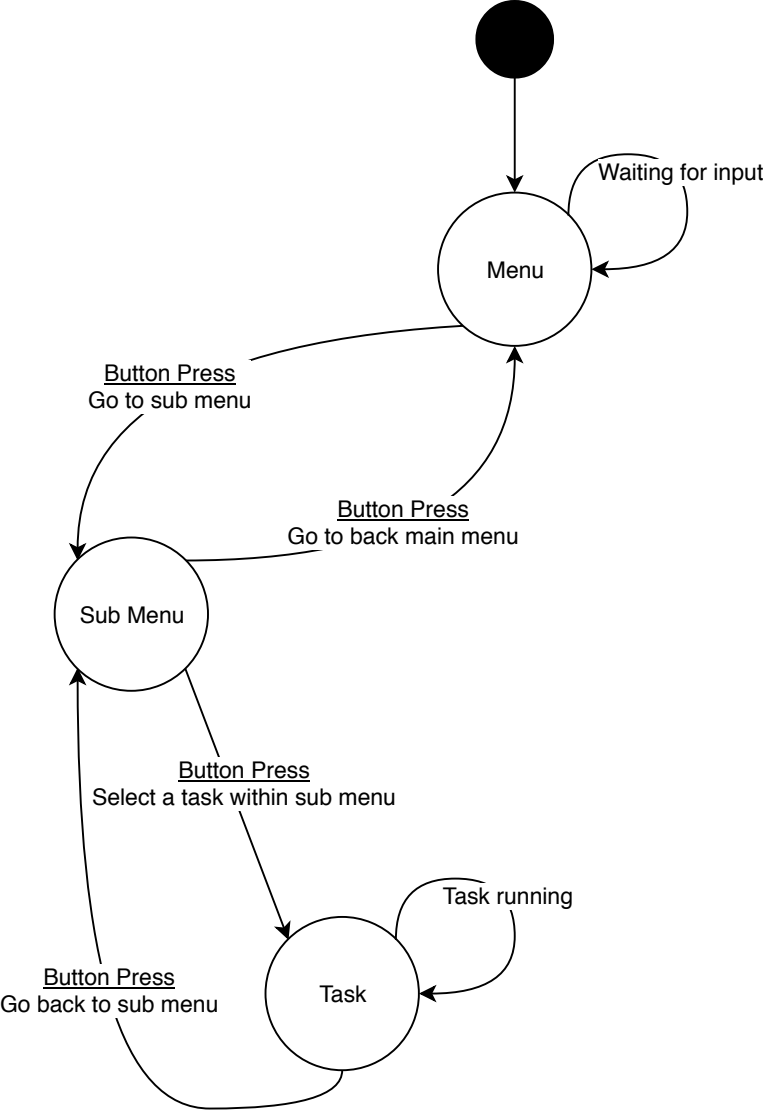 Waiting for input
Menu
Button Press
Go to sub menu
Button Press
Go to back main menu
Sub Menu
Button Press
Select a task within sub menu
Task running
Button Press
Go back to sub menu
Task